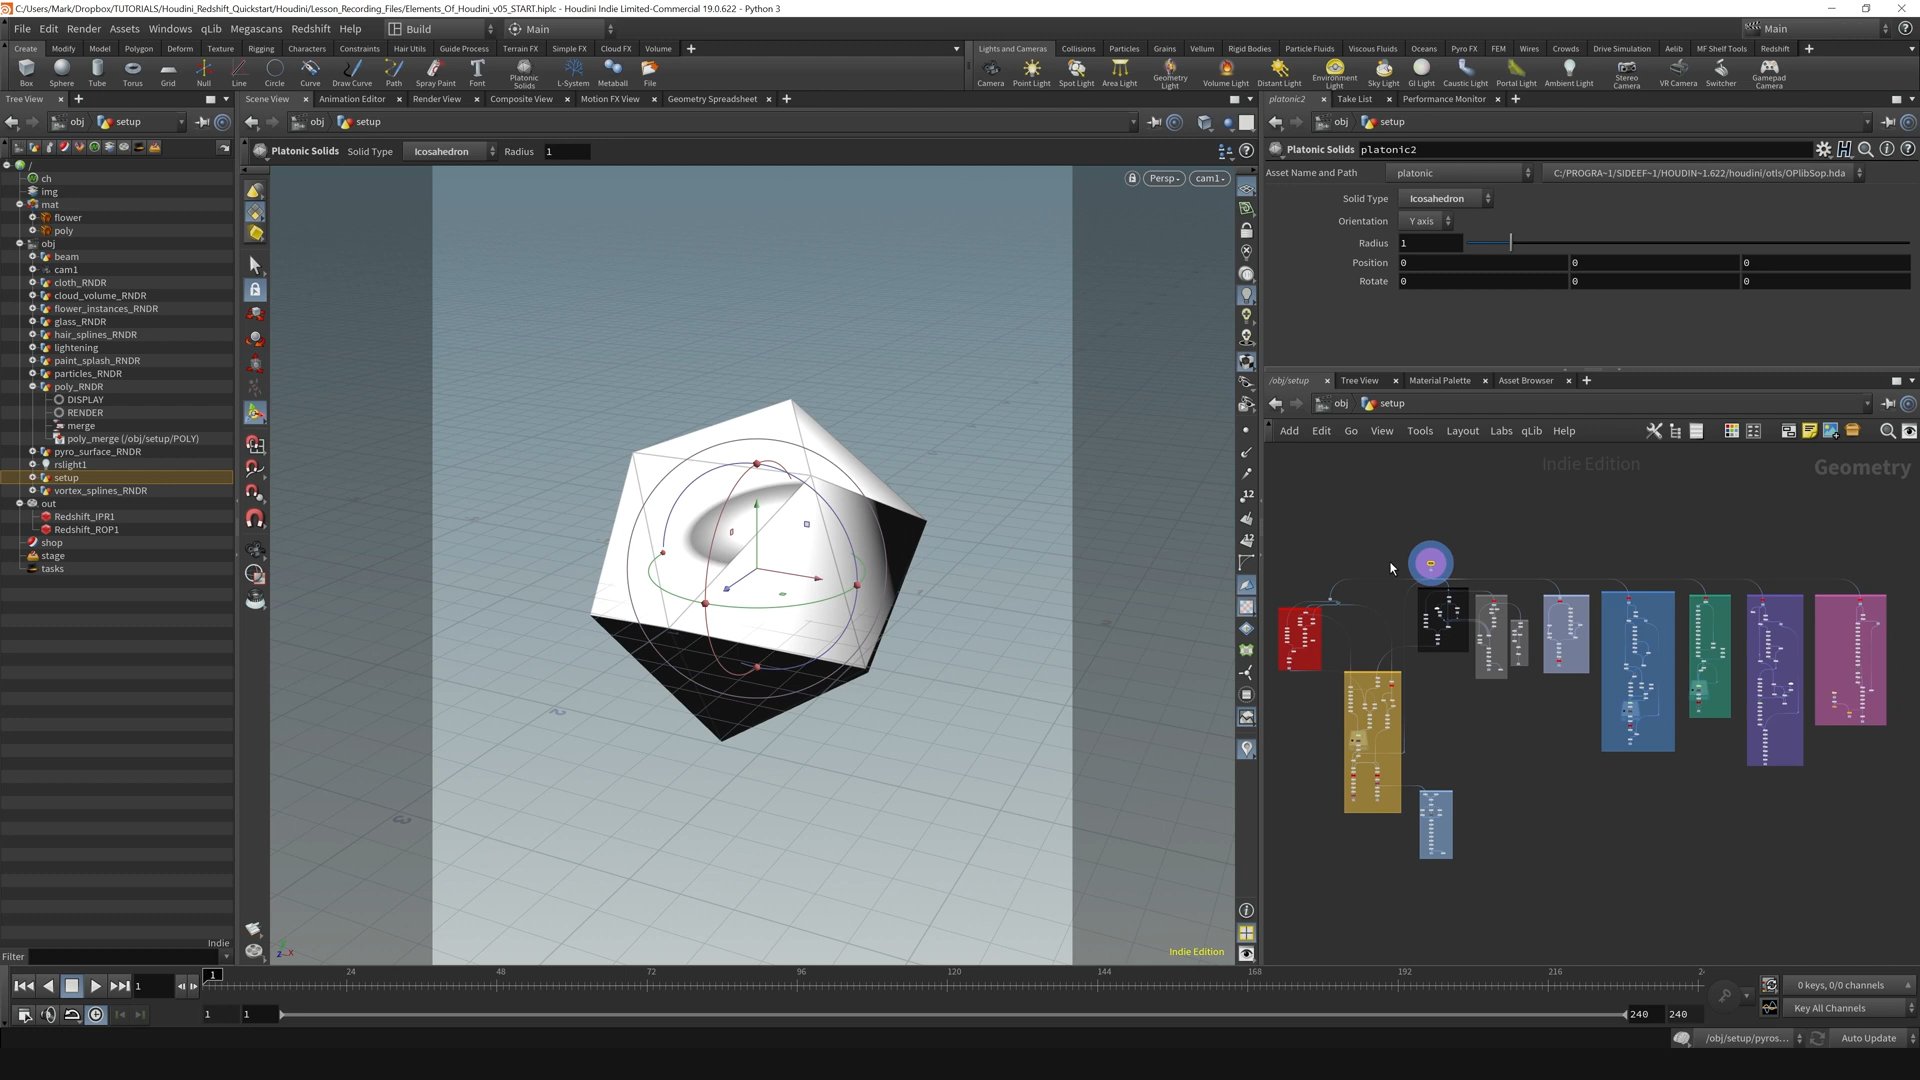 C:/Users/Mark/Dropbox/TUTORIALS/Houdini_Redshift_Quickstart/Houdini/Lesson_Recording_Files/Elements_Of_Houdini_v05_START.hiplc - Houdini Indie Limited-Commercial 19.0.622 - Python 3
File Edit Render Assets Windows qLib Megascans Redshift Help Build Main Main
Create Modify Model Polygon Deform Texture Rigging Characters Constraints Hair Utils Guide Process Terrain FX Simple FX Cloud FX Volume
Lights and Cameras Collisions Particles Grains Vellum Rigid Bodies Particle Fluids Viscous Fluids Oceans Pyro FX FEM Wires Crowds Drive Simulation Aelib MF Shelf Tools Redshift
Box Sphere Tube Torus Grid Null Line Circle Curve Draw Curve Path Spray Paint Font Platonic Solids L-System Metaball File
Camera Point Light Spot Light Area Light Geometry Light Volume Light Distant Light Environment Light Sky Light GI Light Caustic Light Portal Light Ambient Light Stereo Camera VR Camera Switcher Gamepad Camera
Tree View
Scene View Animation Editor Render View Composite View Motion FX View Geometry Spreadsheet
platonic2 Take List Performance Monitor
obj setup
obj setup
obj setup
Platonic Solids Solid Type Icosahedron Radius 1
Platonic Solids platonic2
Asset Name and Path platonic C:/PROGRA~1/SIDEEF~1/HOUDIN~1.622/houdini/otls/OPlibSop.hda
Solid Type Icosahedron
Orientation Y axis
Radius 1
Position 0 0 0
Rotate 0 0 0
Persp cam1
/
ch
img
mat
flower
poly
obj
beam
cam1
cloth_RNDR
cloud_volume_RNDR
flower_instances_RNDR
glass_RNDR
hair_splines_RNDR
lightening
paint_splash_RNDR
particles_RNDR
poly_RNDR
DISPLAY
RENDER
merge
poly_merge (/obj/setup/POLY)
pyro_surface_RNDR
rslight1
setup
vortex_splines_RNDR
out
Redshift_IPR1
Redshift_ROP1
shop
stage
tasks
/obj/setup Tree View Material Palette Asset Browser
obj setup
Add Edit Go View Tools Layout Labs qLib Help
Indie Edition
Geometry
12
12
2
3
z x
Indie Edition
Indie
Filter
1
1 24 48 72 96 120 144 168 192 216
1 1 240 240
0 keys, 0/0 channels
Key All Channels
/obj/setup/pyros... Auto Update